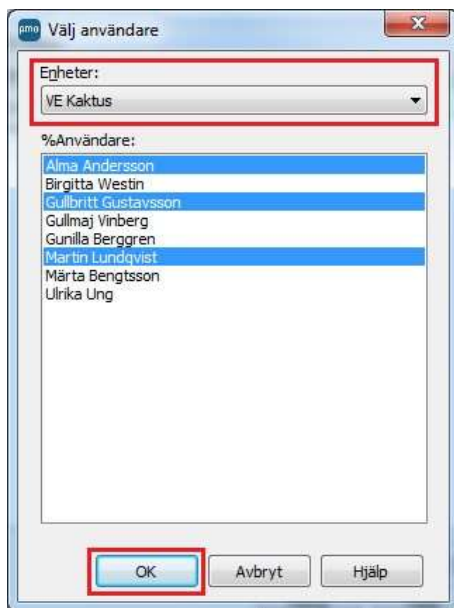 pmo Välj användare
Enheter:
VE Kaktus
%Användare:
Alma Andersson
Birgitta Westin
Gullbritt Gustavsson
Gullmaj Vinberg
Gunilla Berggren
Martin Lundqvist
Märta Bengtsson
Ulrika Ung
OK Avbryt Hjälp